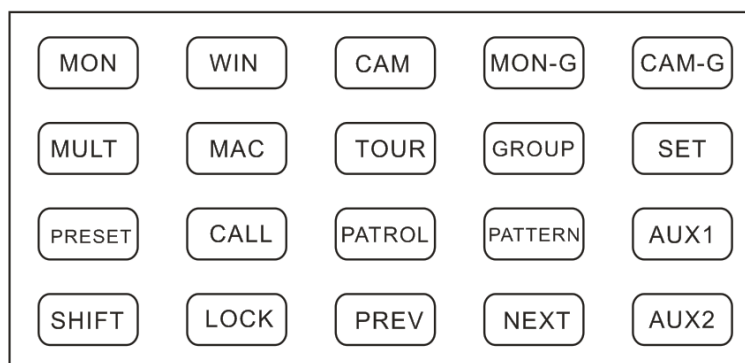 MON WIN CAM MON-G CAM-G
MULT MAC TOUR GROUP SET
PRESET CALL PATROL PATTERN AUX1
SHIFT LOCK PREV NEXT AUX2